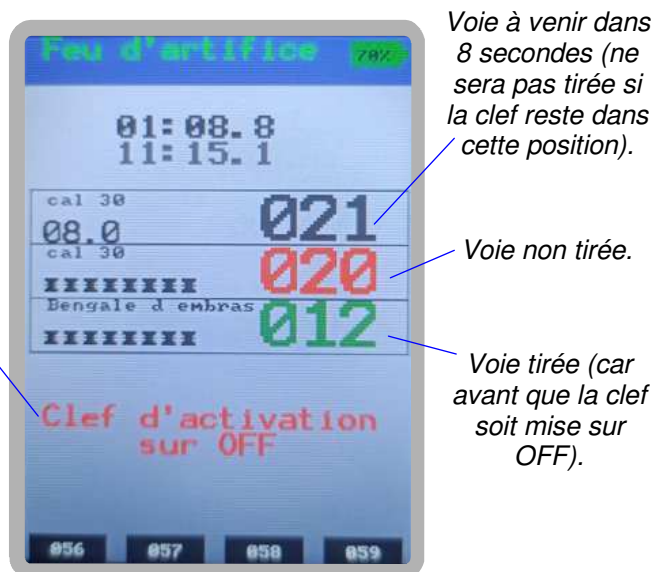 Feu d'artifice 70%
01:08.8
11:15.1
cal 30
08.0 021
cal 30
XXXXXXXX 020
Bengale d embras
XXXXXXXX 012
Clef d'activation
sur OFF
056 057 058 059
Voie à venir dans
8 secondes (ne
sera pas tirée si
la clef reste dans
cette position).
Voie non tirée.
Voie tirée (car
avant que la clef
soit mise sur
OFF).